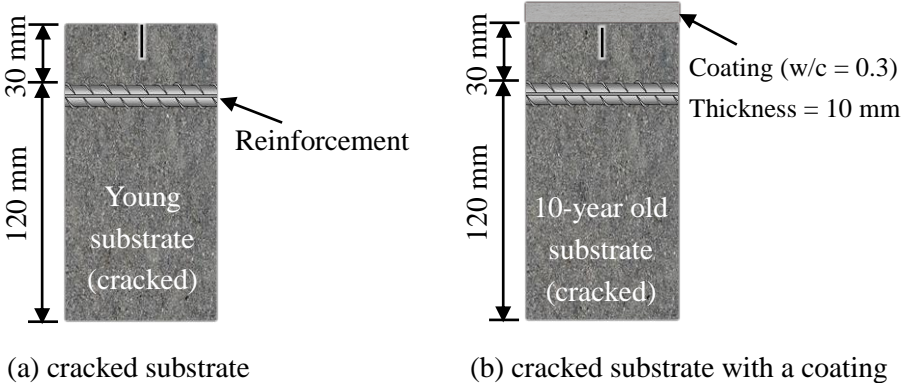 30 mm
120 mm
Reinforcement
Young
substrate
(cracked)
(a) cracked substrate
30 mm
120 mm
Coating (w/c = 0.3)
Thickness = 10 mm
10-year old
substrate
(cracked)
(b) cracked substrate with a coating